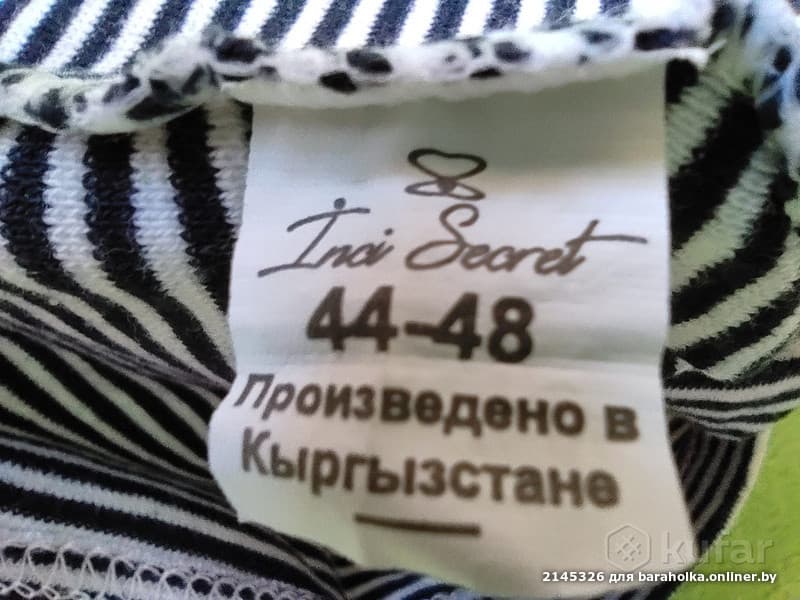 İnci Secret
44-48
Произведено в
Кыргызстане
kufar
2145326 для baraholka.onliner.by